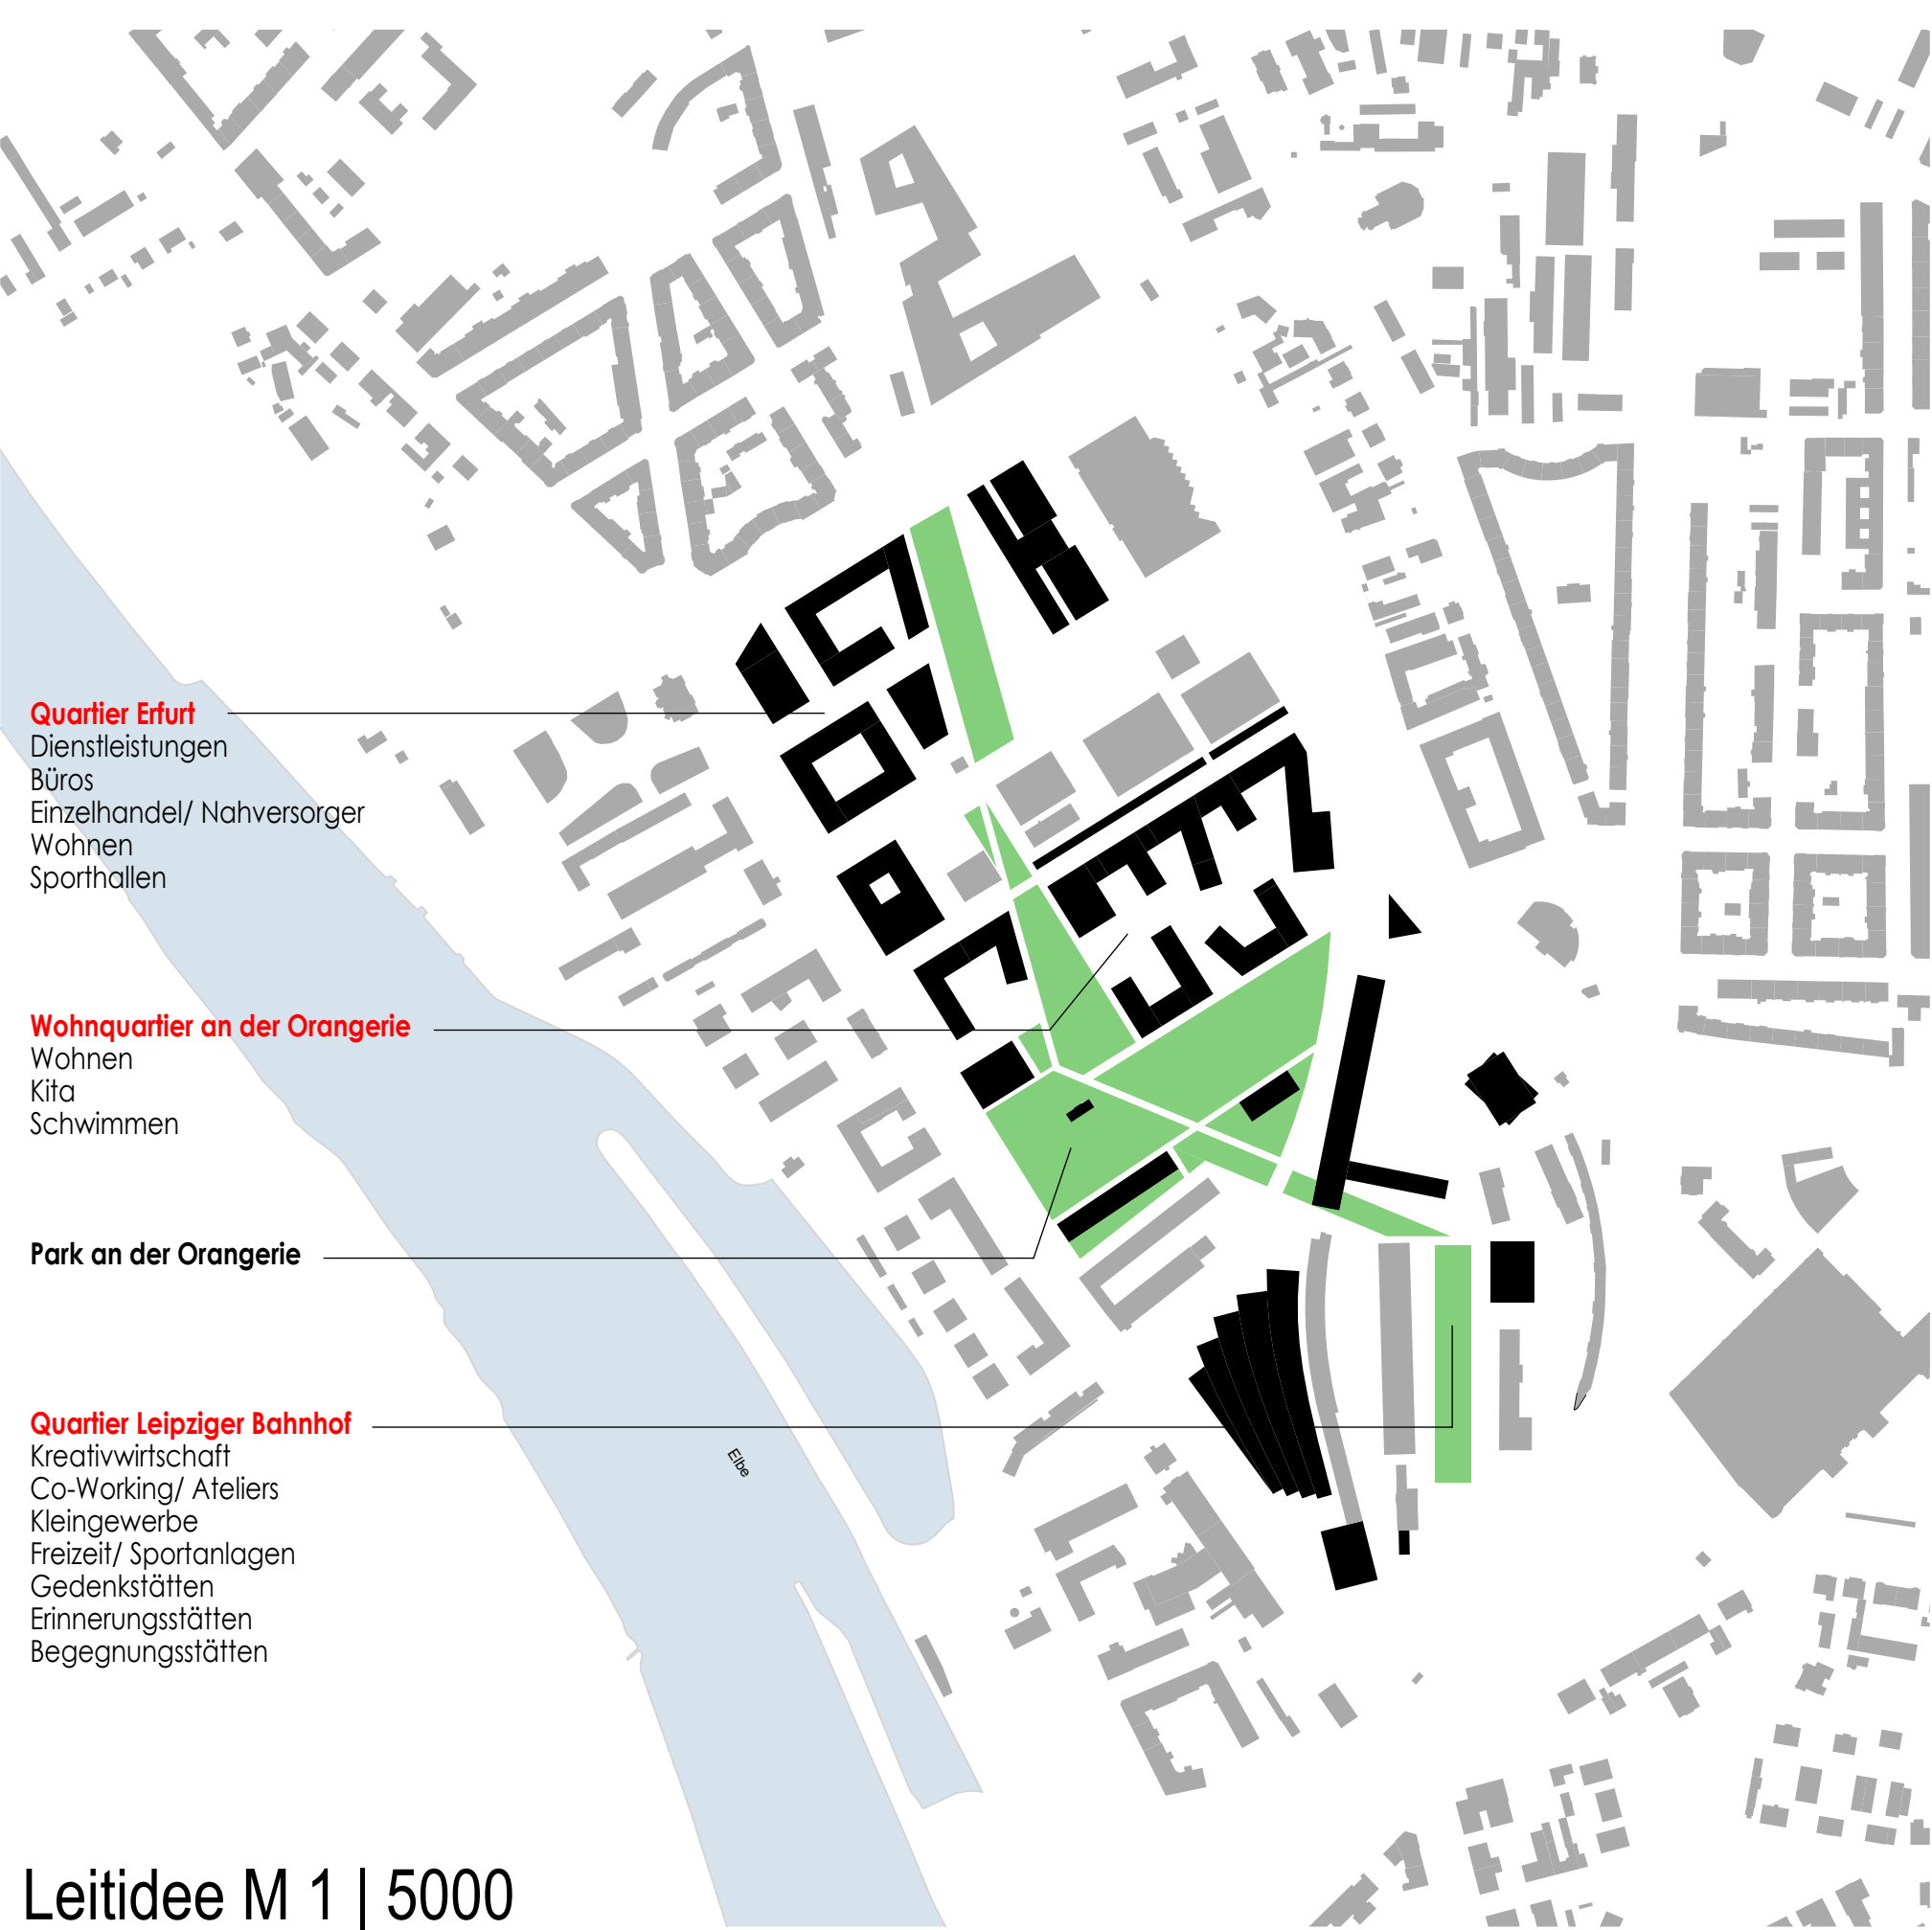 Quartier Erfurt
Dienstleistungen
Büros
Einzelhandel/ Nahversorger
Wohnen
Sporthallen
Wohnquartier an der Orangerie
Wohnen
Kita
Schwimmen
Park an der Orangerie
Quartier Leipziger Bahnhof
Kreativwirtschaft
Co-Working/ Ateliers
Kleingewerbe
Freizeit/ Sportanlagen
Gedenkstätten
Erinnerungsstätten
Begegnungsstätten
Elbe
Leitidee M 1 | 5000